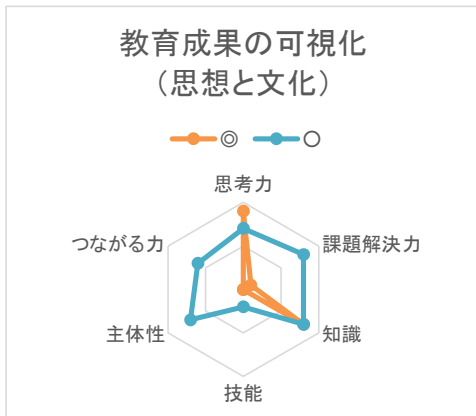 教育成果の可視化
（思想と文化）
◎ ○
思考力
課題解決力
知識
技能
主体性
つながる力